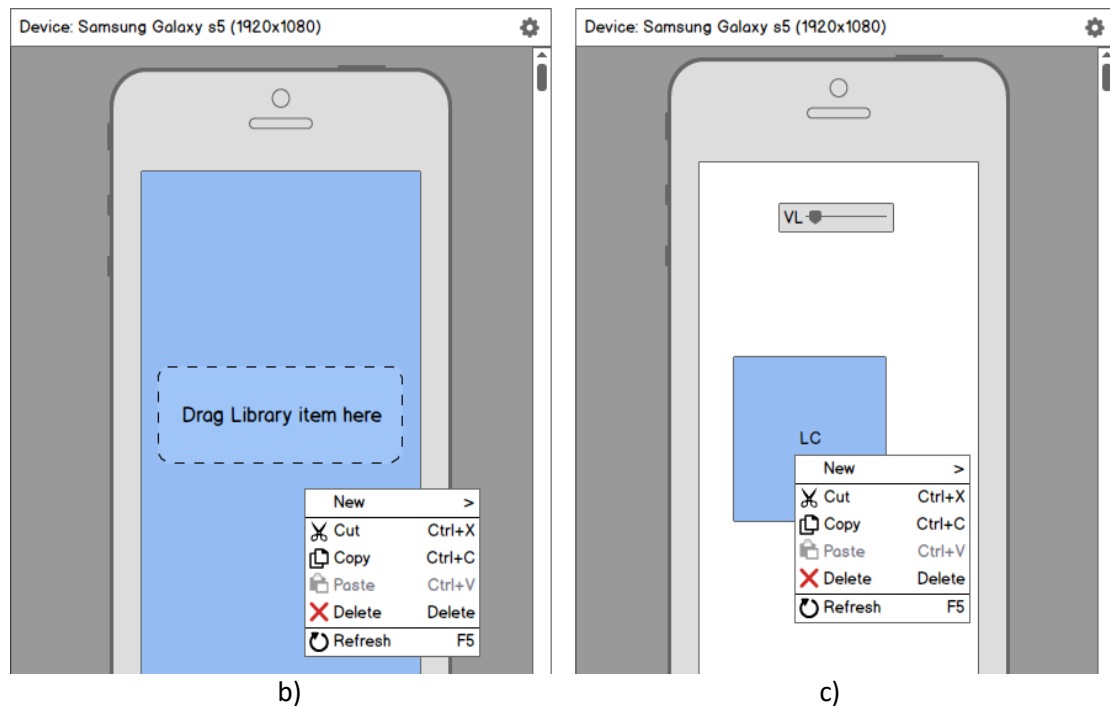 Device: Samsung Galaxy s5 (1920x1080)
Drag Library item here
New >
Cut Ctrl+X
Copy Ctrl+C
Paste Ctrl+V
Delete Delete
Refresh F5
b)
Device: Samsung Galaxy s5 (1920x1080)
VL
LC
New >
Cut Ctrl+X
Copy Ctrl+C
Paste Ctrl+V
Delete Delete
Refresh F5
c)